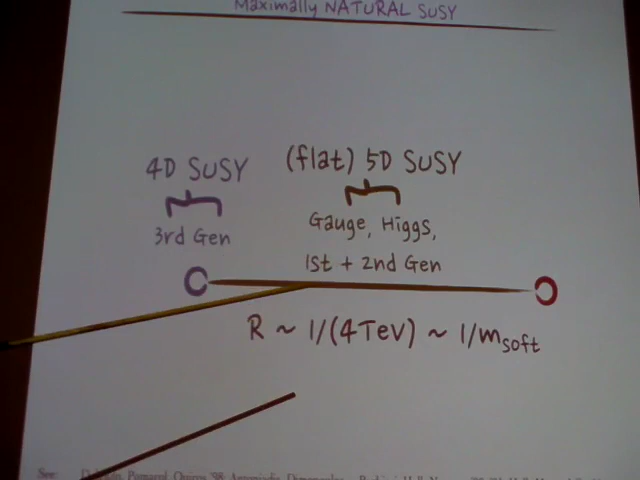 Maximally NATURAL SUSY
4D SUSY
3rd Gen
(flat) 5D SUSY
Gauge, Higgs,
1st + 2nd Gen
R ~ 1/(4TeV) ~ 1/msoft
See: